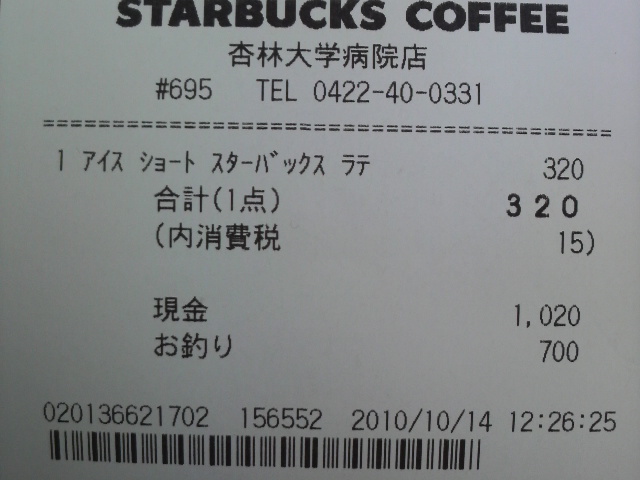 STARBUCKS COFFEE
杏林大学病院店
#695 TEL 0422-40-0331
========================================
1 アイス ショート スターバックス ラテ 320
合計(1点) 320
(内消費税 15)
現金 1,020
お釣り 700
020136621702 156552 2010/10/14 12:26:25